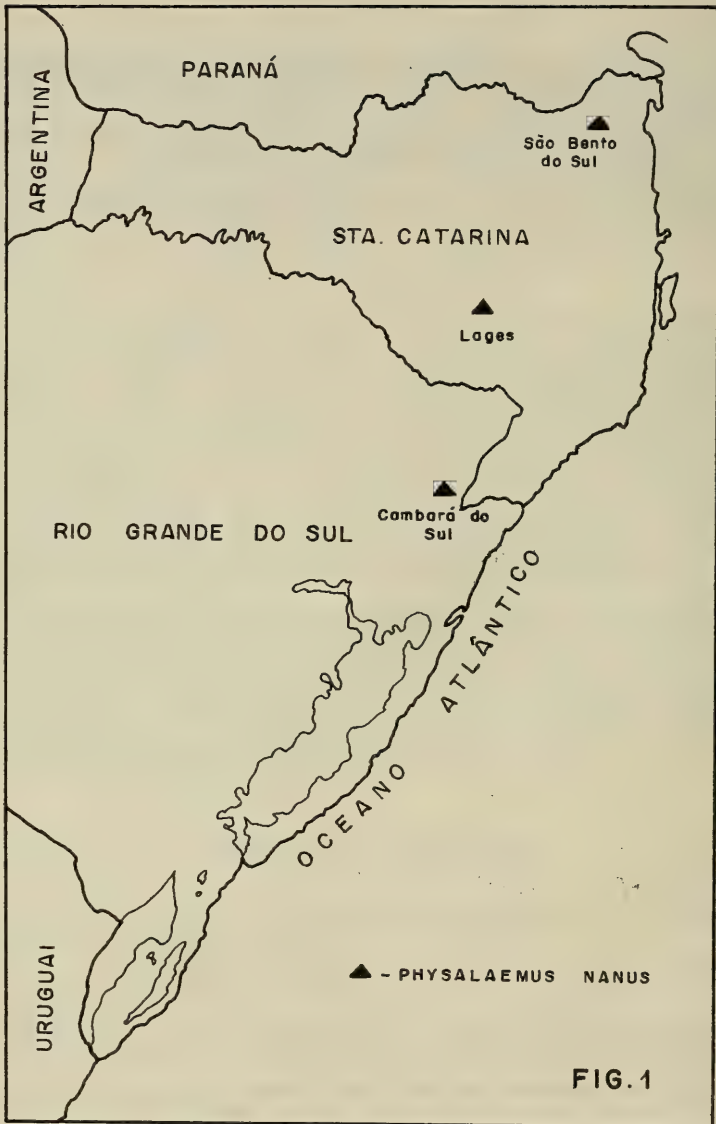 PARANÁ
ARGENTINA
São Bento
do Sul
STA. CATARINA
Lages
Cambará do
Sul
RIO GRANDE DO SUL
OCEANO ATLÂNTICO
URUGUAI
- PHYSALAEMUS NANUS
FIG.1